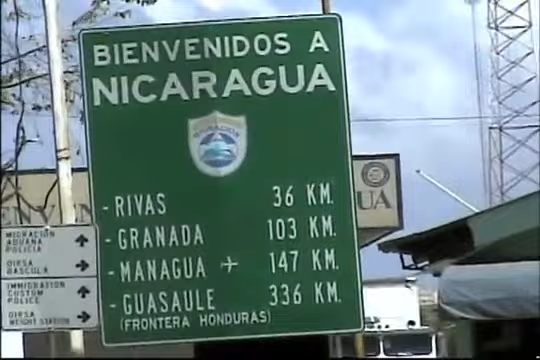 BIENVENIDOS A
NICARAGUA
- RIVAS 36 KM.
- GRANADA 103 KM.
- MANAGUA 147 KM.
- GUASAULE 336 KM.
(FRONTERA HONDURAS)
MIGRACIÓN
ADUANA
POLICIA
OIRSA
BASCULA
IMMIGRATION
CUSTOM
POLICE
OIRSA
WEIGHT STATION
UA